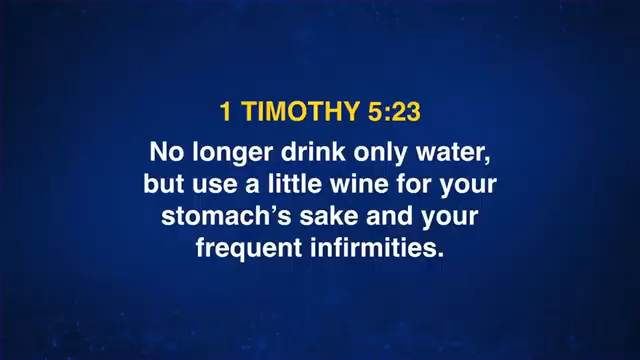 1 TIMOTHY 5:23
No longer drink only water,
but use a little wine for your
stomach’s sake and your
frequent infirmities.